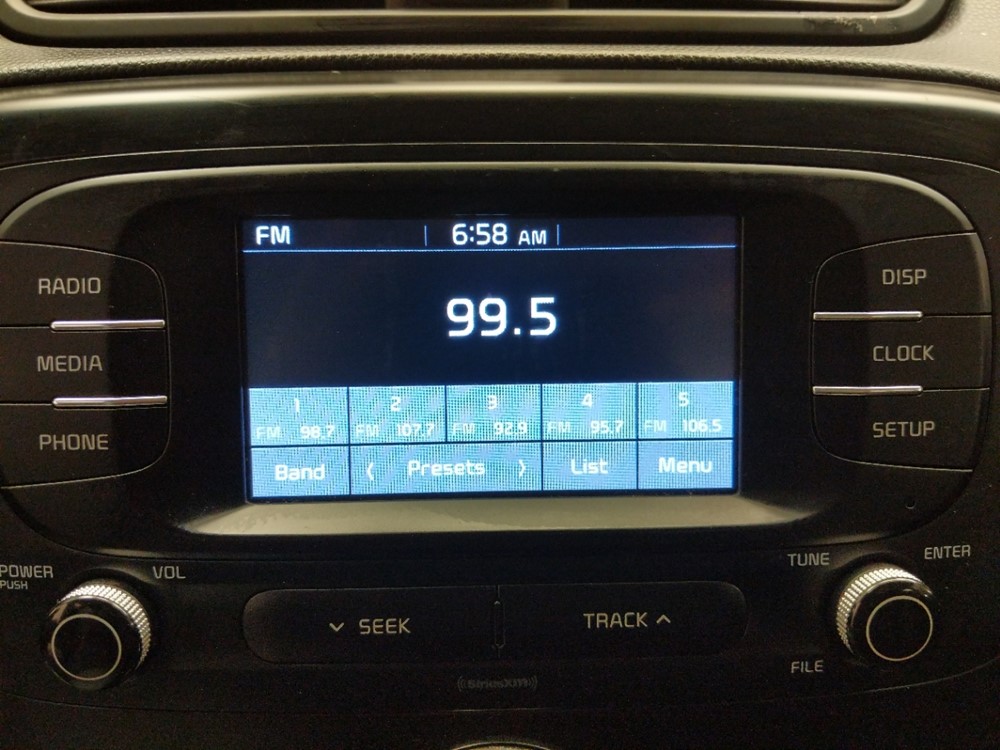 FM 6:58 AM
99.5
1 2 3 4 5
FM 98.7 FM 107.7 FM 92.9 FM 95.7 FM 106.5
Band Presets List Menu
RADIO
MEDIA
PHONE
DISP
CLOCK
SETUP
POWER
PUSH
VOL
SEEK
TRACK
TUNE
ENTER
FILE
SiriusXM